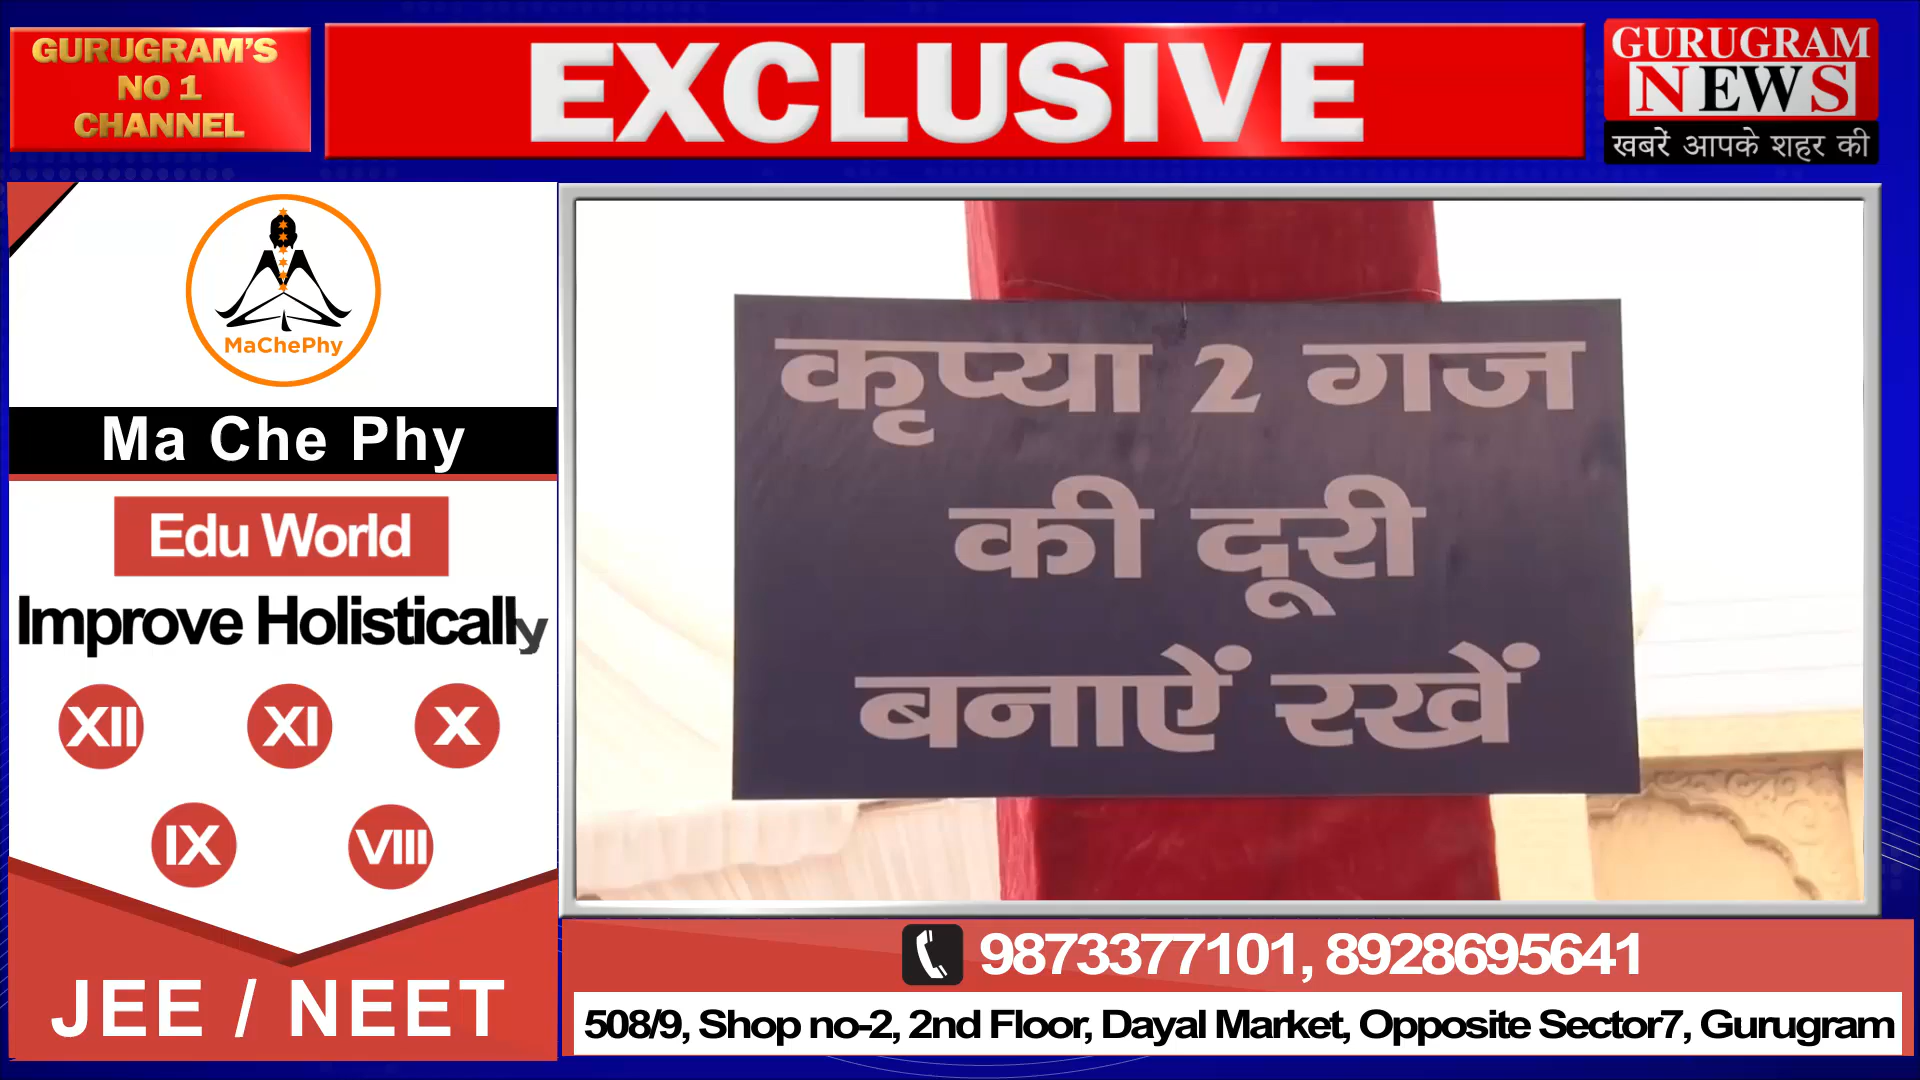 GURUGRAM'S
NO 1
CHANNEL
EXCLUSIVE
GURUGRAM
NEWS
खबरें आपके शहर की
MaChePhy
Ma Che Phy
Edu World
Improve Holistically
XII XI X
IX VIII
JEE / NEET
कृप्या 2 गज
की दूरी
बनाऐं रखें
9873377101, 8928695641
508/9, Shop no-2, 2nd Floor, Dayal Market, Opposite Sector7, Gurugram